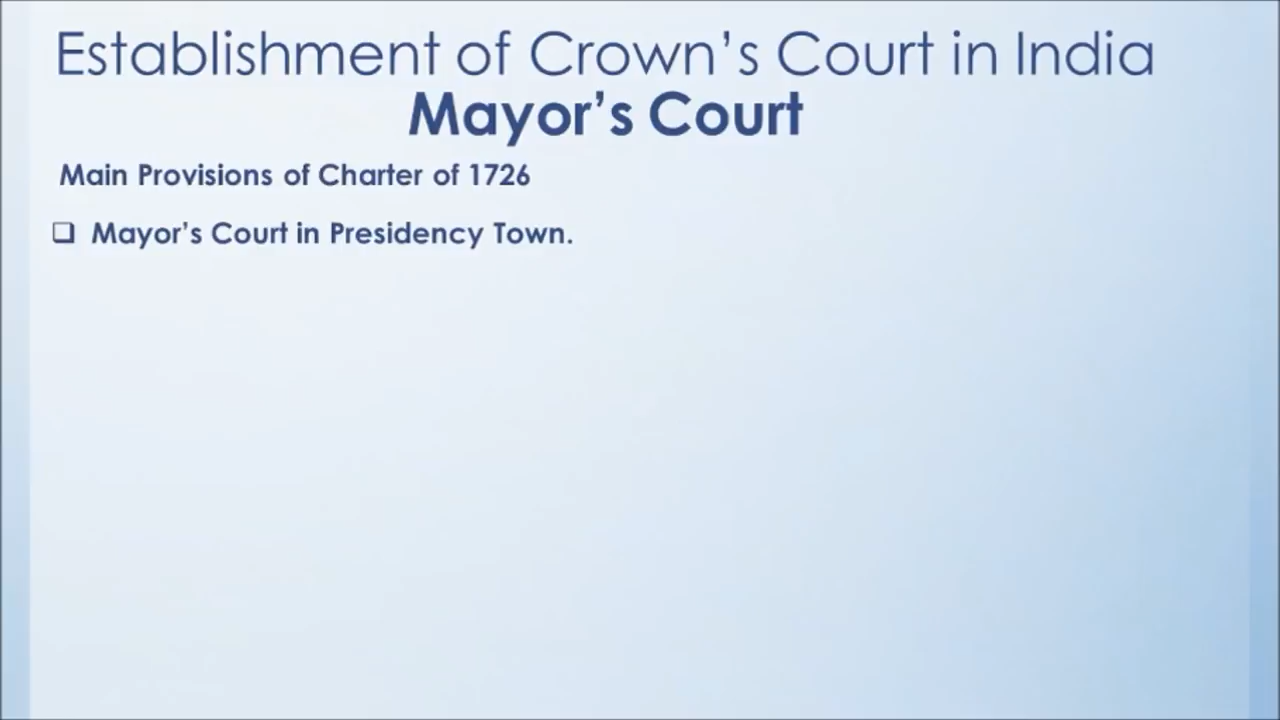 Establishment of Crown's Court in India
Mayor's Court
Main Provisions of Charter of 1726
❑ Mayor's Court in Presidency Town.